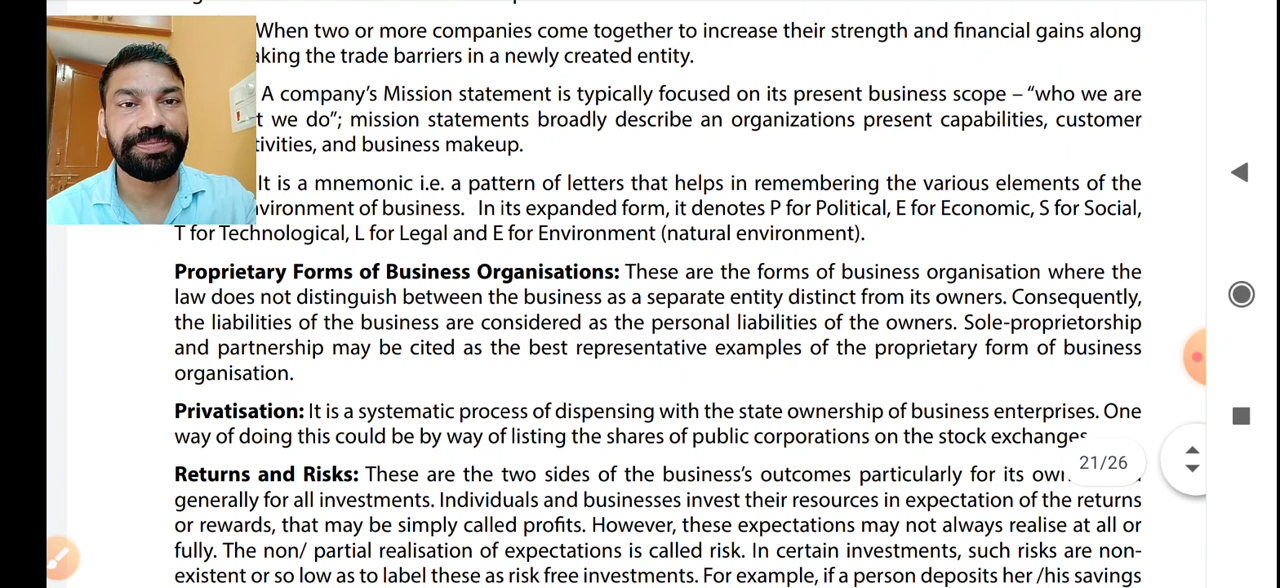 When two or more companies come together to increase their strength and financial gains along
king the trade barriers in a newly created entity.
A company's Mission statement is typically focused on its present business scope – "who we are
t we do"; mission statements broadly describe an organizations present capabilities, customer
tivities, and business makeup.
It is a mnemonic i.e. a pattern of letters that helps in remembering the various elements of the
vironment of business. In its expanded form, it denotes P for Political, E for Economic, S for Social,
T for Technological, L for Legal and E for Environment (natural environment).
Proprietary Forms of Business Organisations: These are the forms of business organisation where the
law does not distinguish between the business as a separate entity distinct from its owners. Consequently,
the liabilities of the business are considered as the personal liabilities of the owners. Sole-proprietorship
and partnership may be cited as the best representative examples of the proprietary form of business
organisation.
Privatisation: It is a systematic process of dispensing with the state ownership of business enterprises. One
way of doing this could be by way of listing the shares of public corporations on the stock exchanges
21/26
Returns and Risks: These are the two sides of the business's outcomes particularly for its
generally for all investments. Individuals and businesses invest their resources in expectation of the returns
or rewards, that may be simply called profits. However, these expectations may not always realise at all or
fully. The non/ partial realisation of expectations is called risk. In certain investments, such risks are non-
existent or so low as to label these as risk free investments. For example, if a person deposits her /his savings